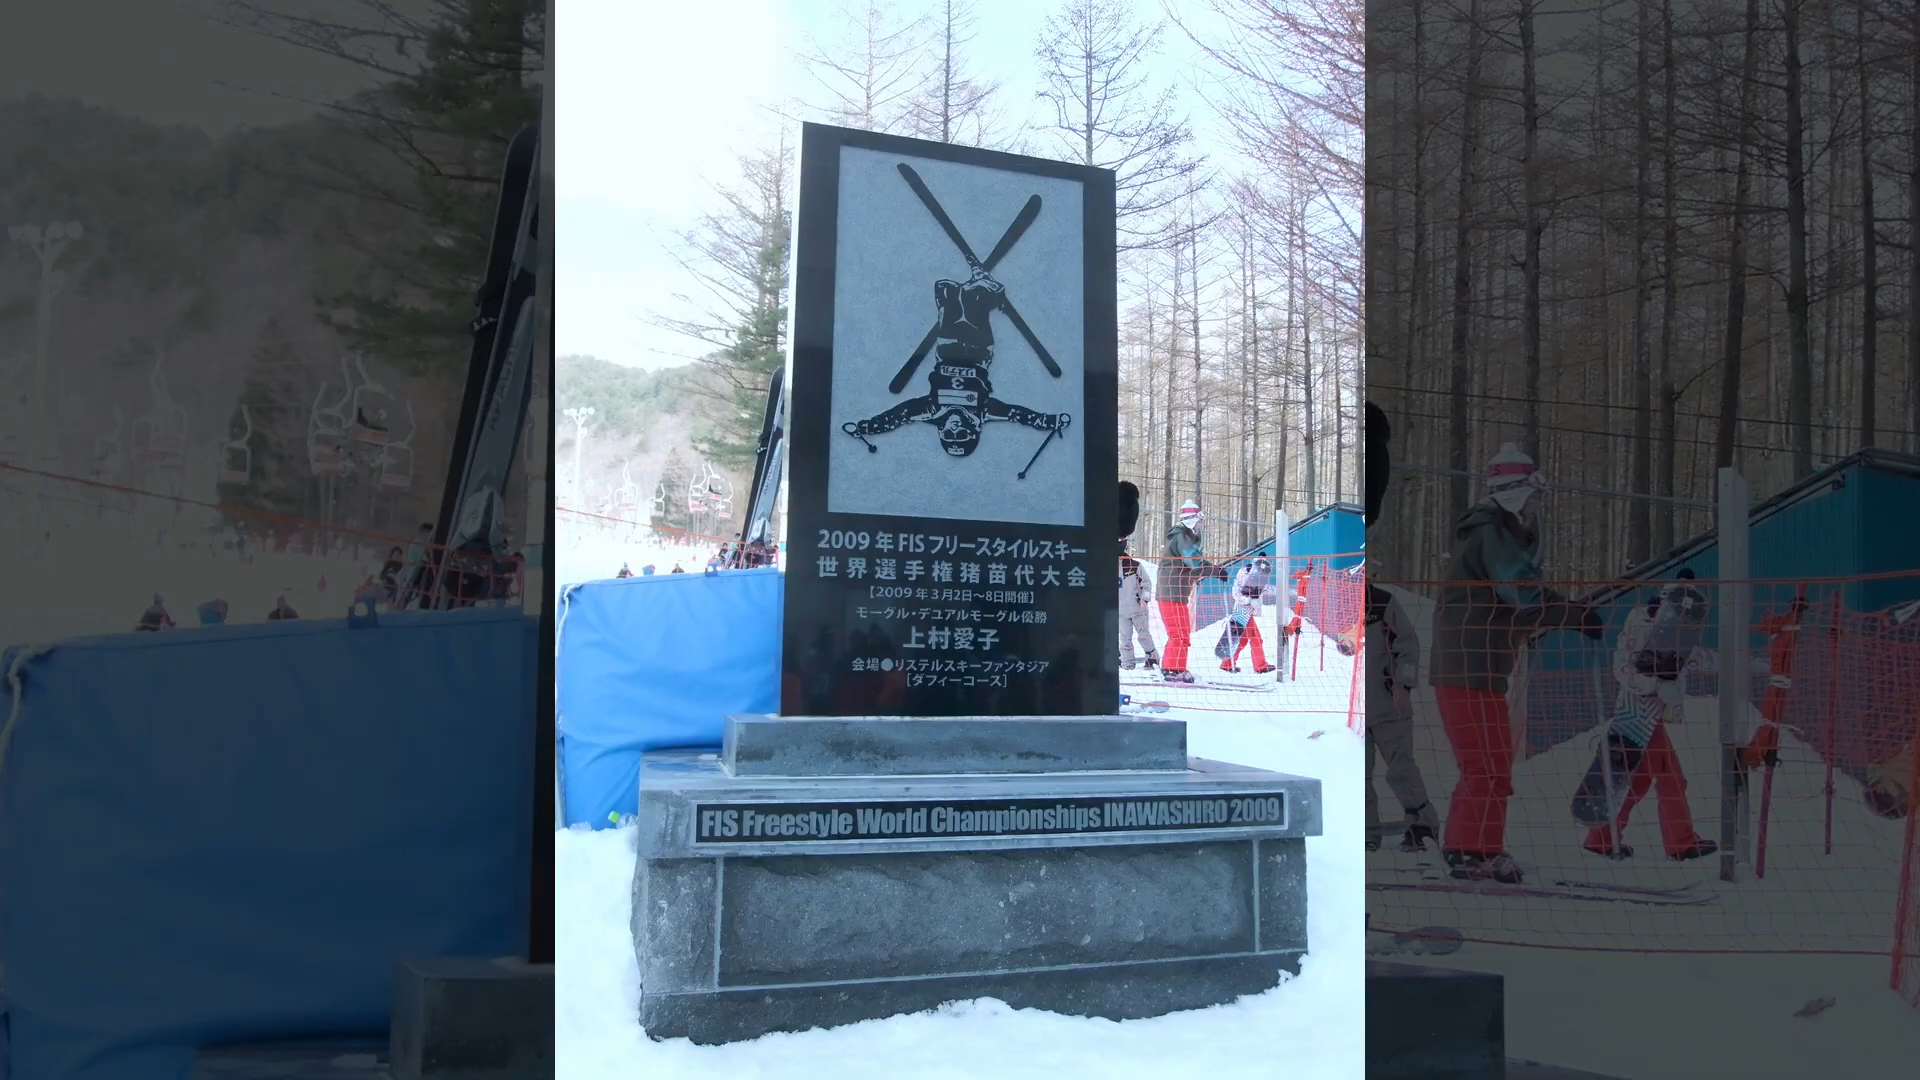 2009年FISフリースタイルスキー
世界選手権猪苗代大会
【2009年3月2日〜8日開催】
モーグル・デュアルモーグル優勝
上村愛子
会場●リステルスキーファンタジア
[ダフィーコース]
FIS Freestyle World Championships INAWASHIRO 2009